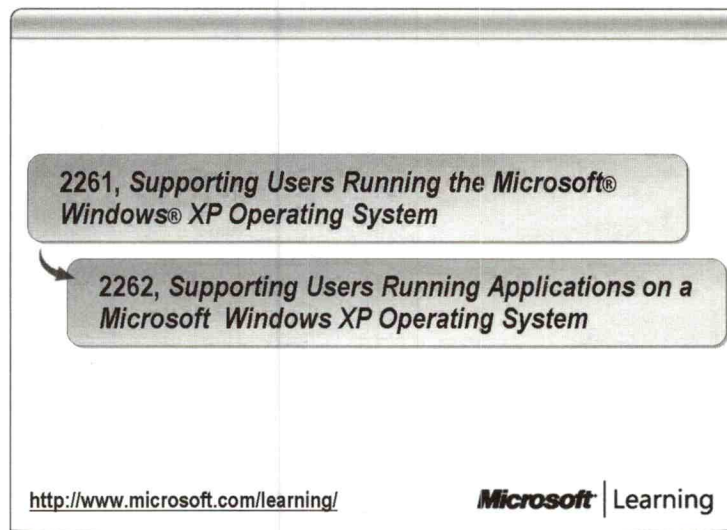 2261, Supporting Users Running the Microsoft®
Windows® XP Operating System
2262, Supporting Users Running Applications on a
Microsoft Windows XP Operating System
http://www.microsoft.com/learning/
Microsoft | Learning